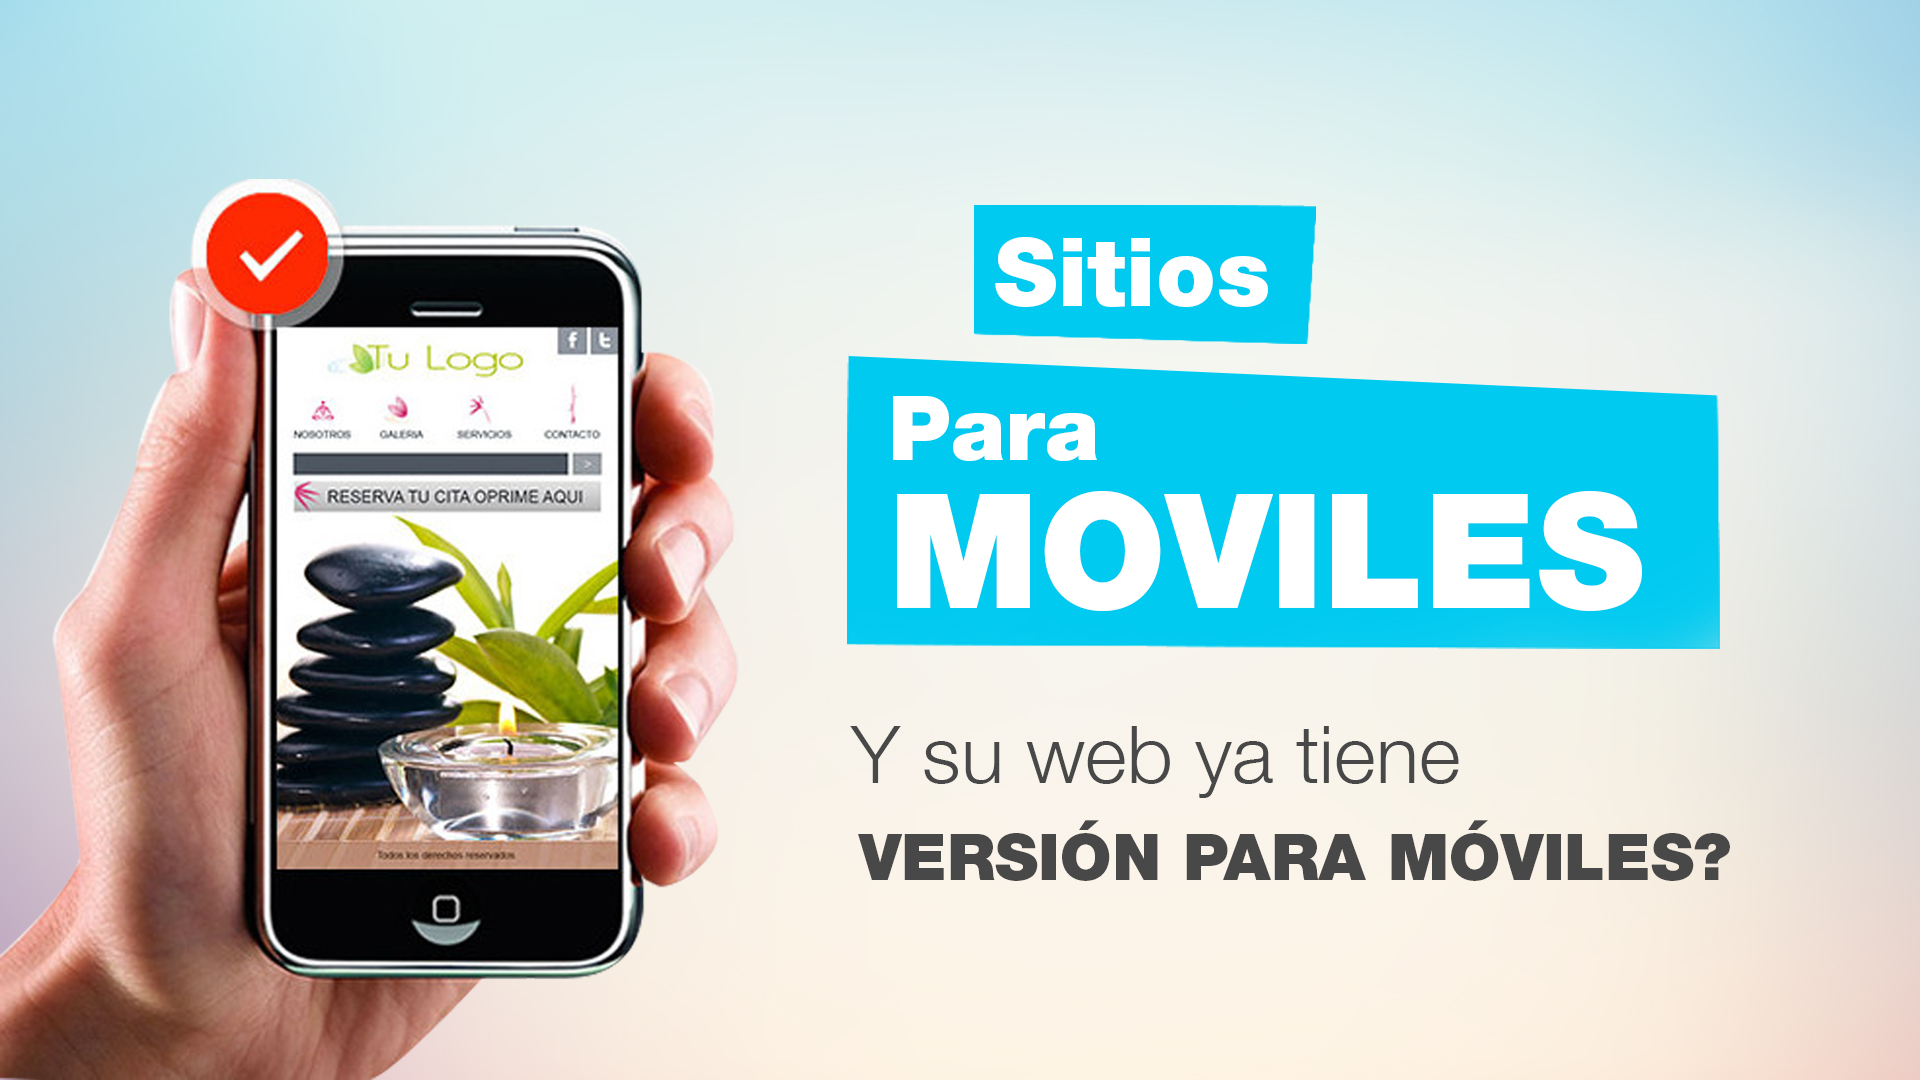 f t
Tu Logo
NOSOTROS GALERIA SERVICIOS CONTACTO
>
RESERVA TU CITA OPRIME AQUI
Todos los derechos reservados
Sitios
Para
MOVILES
Y su web ya tiene
VERSIÓN PARA MÓVILES?